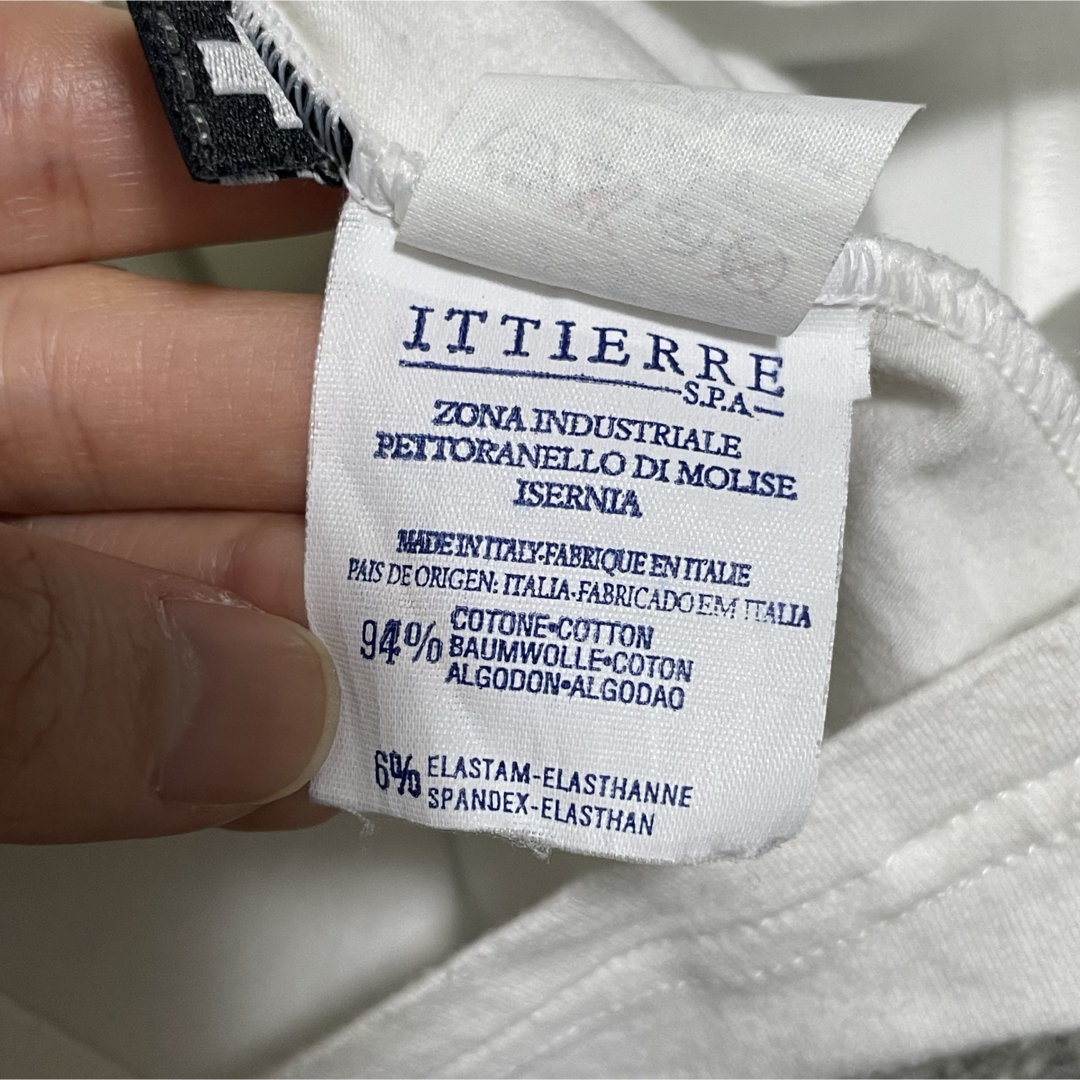 ITTIERRE
S.P.A
ZONA INDUSTRIALE
PETTORANELLO DI MOLISE
ISERNIA
MADE IN ITALY-FABRIQUE EN ITALIE
PAIS DE ORIGEN: ITALIA-FABRICADO EM ITALIA
94% COTONE•COTTON
BAUMWOLLE•COTON
ALGODON•ALGODAO
6% ELASTAM-ELASTHANNE
SPANDEX-ELASTHAN